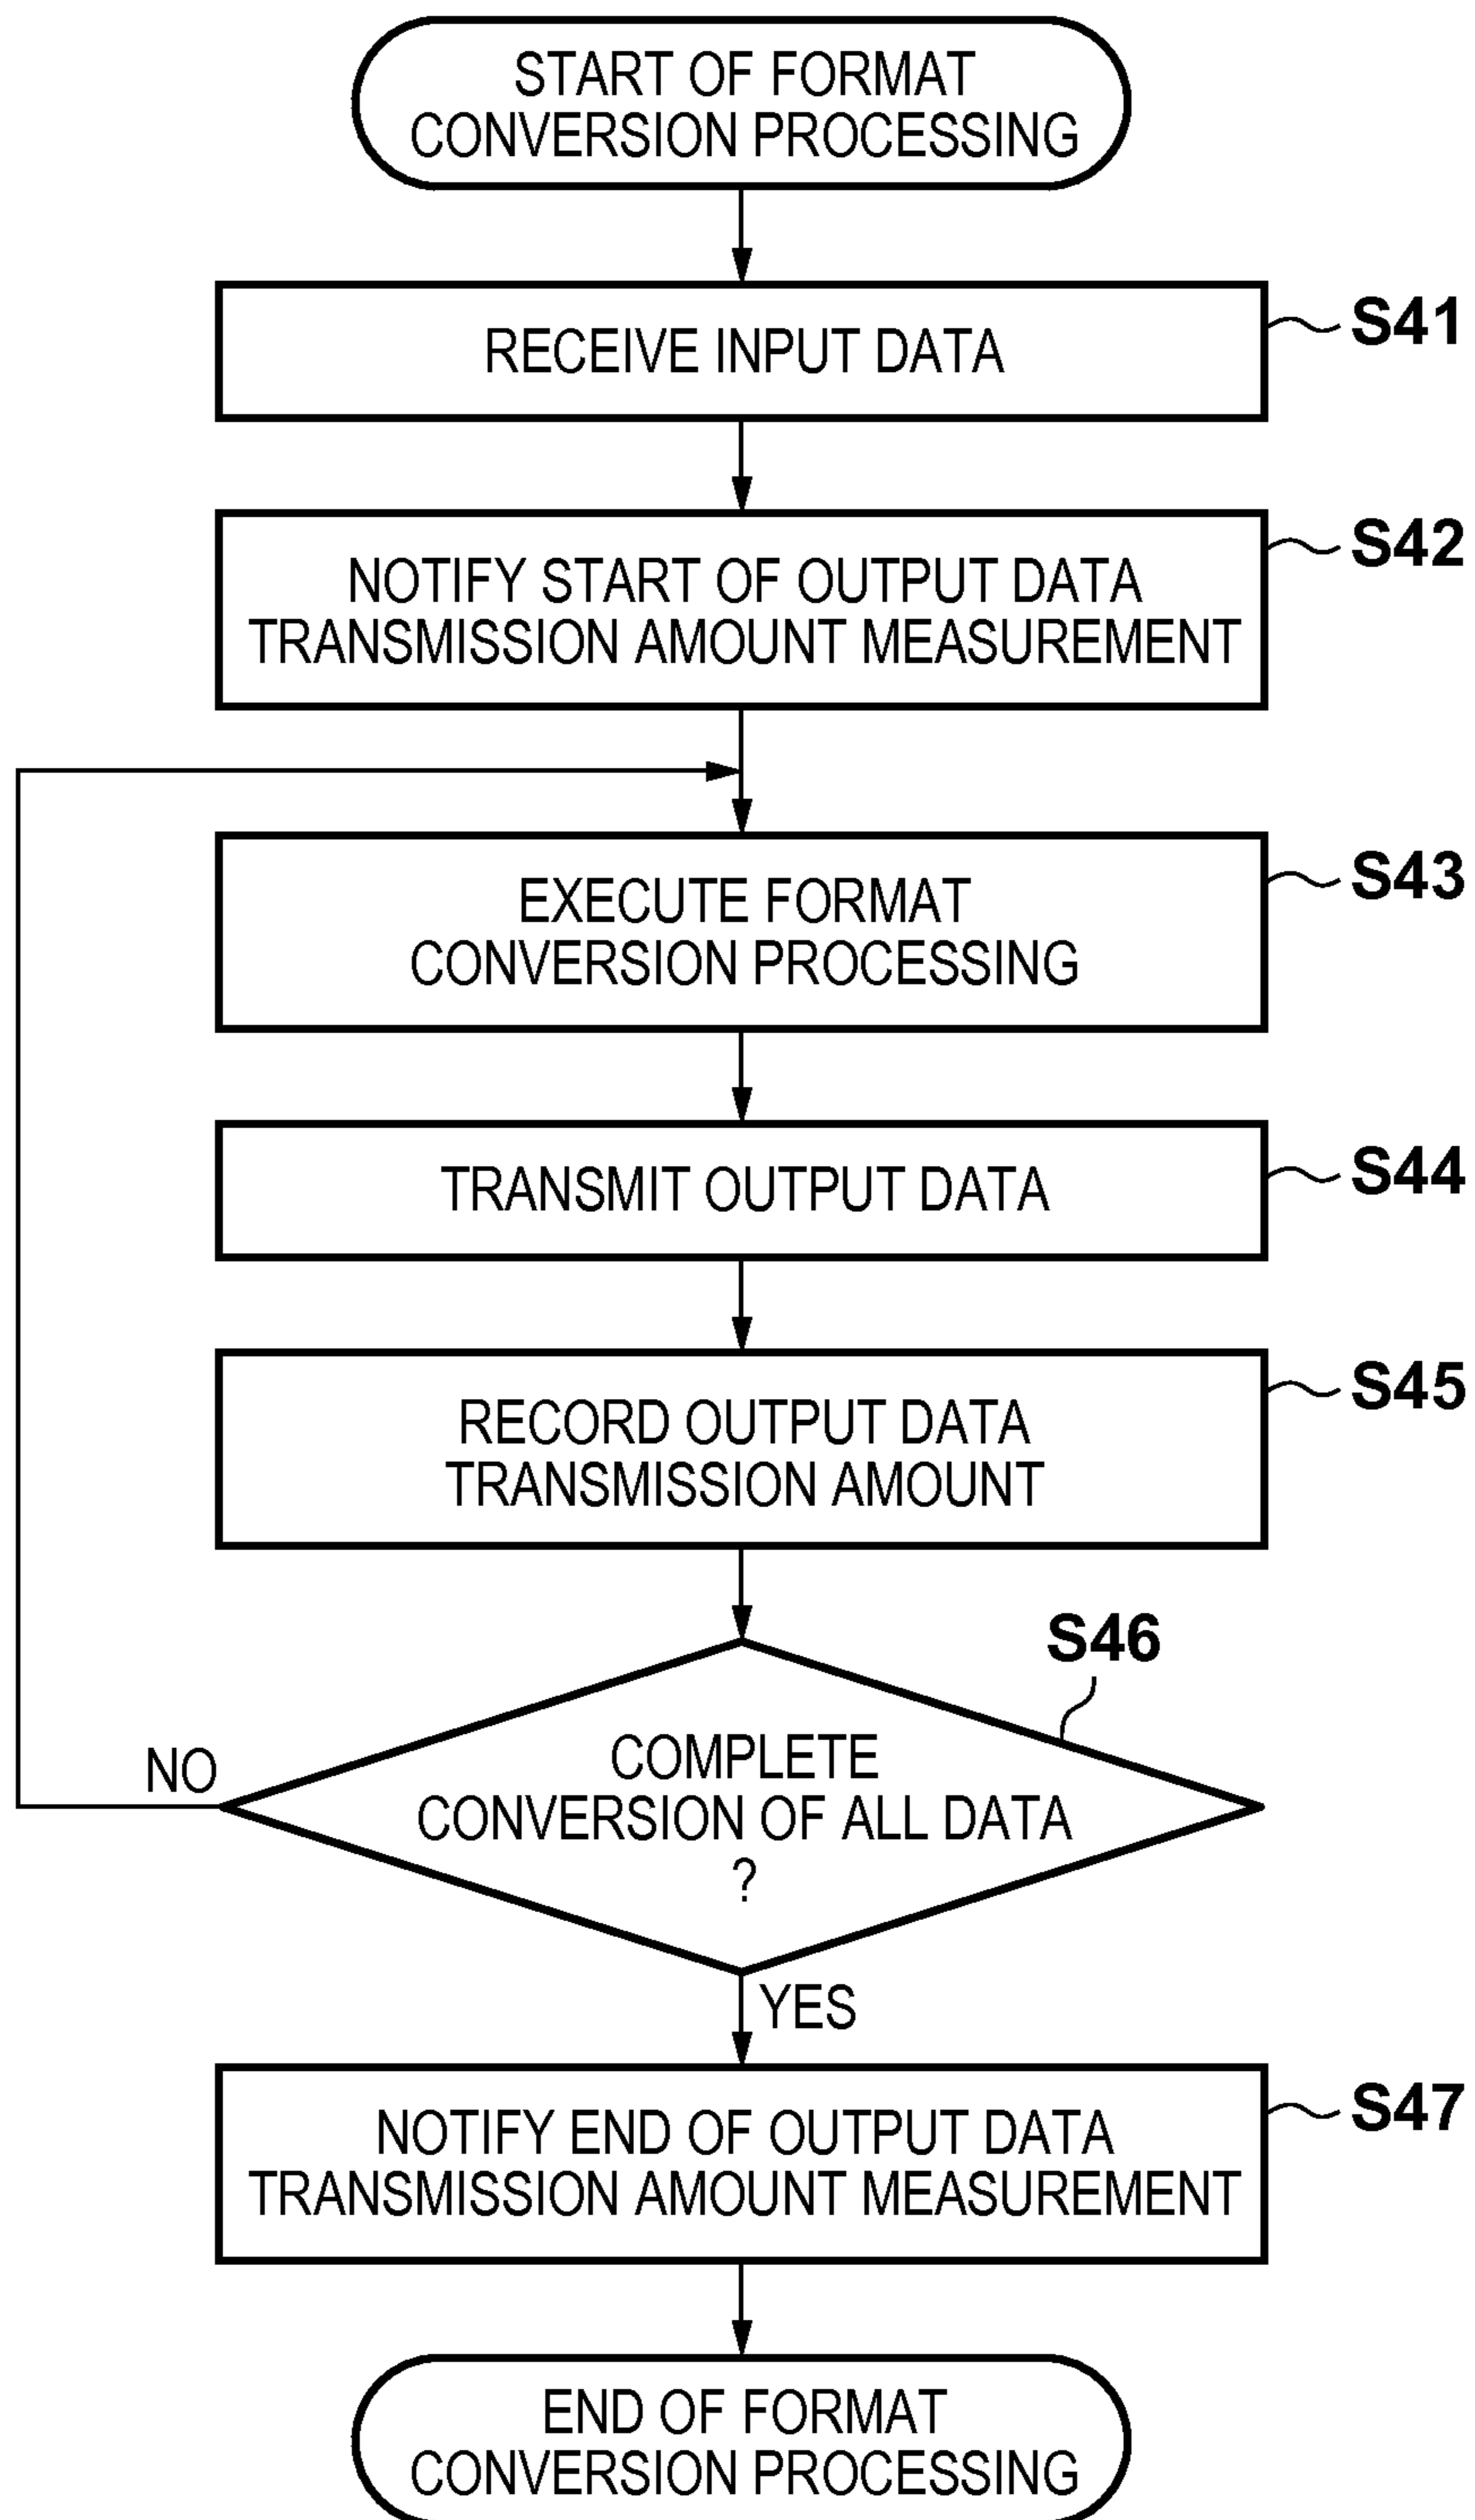 START OF FORMAT
CONVERSION PROCESSING
RECEIVE INPUT DATA
S41
NOTIFY START OF OUTPUT DATA
TRANSMISSION AMOUNT MEASUREMENT
S42
EXECUTE FORMAT
CONVERSION PROCESSING
S43
TRANSMIT OUTPUT DATA
S44
RECORD OUTPUT DATA
TRANSMISSION AMOUNT
S45
S46
COMPLETE
CONVERSION OF ALL DATA
?
NO
YES
NOTIFY END OF OUTPUT DATA
TRANSMISSION AMOUNT MEASUREMENT
S47
END OF FORMAT
CONVERSION PROCESSING